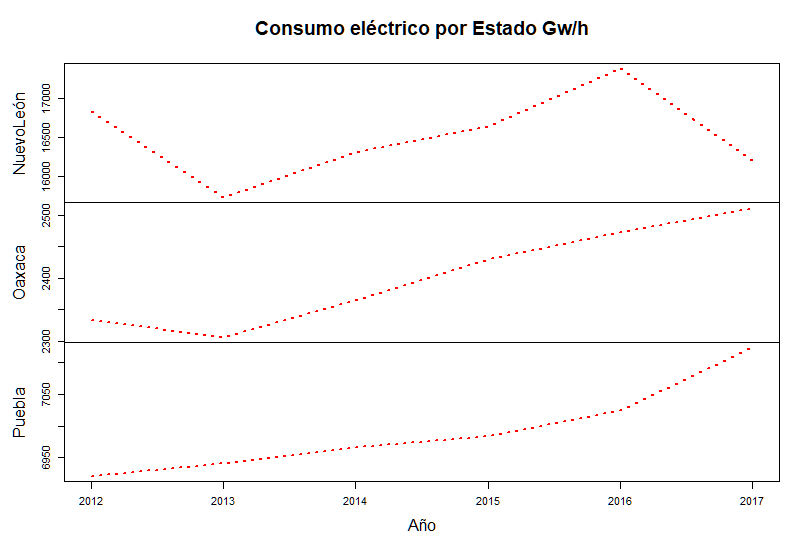 Consumo eléctrico por Estado Gw/h
NuevoLeón
17000
16500
16000
Oaxaca
2500
2400
2300
Puebla
7050
6950
2012 2013 2014 2015 2016 2017
Año